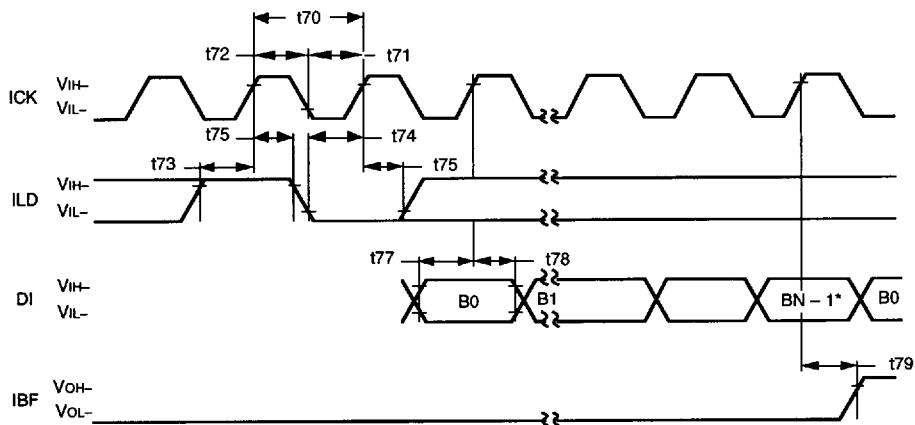 t70
t72
t71
ICK
VIH–
VIL–
t75
t74
t73
t75
ILD
VIH–
VIL–
t77
t78
DI
VIH–
VIL–
B0
B1
BN – 1*
B0
t79
IBF
VOH–
VOL–